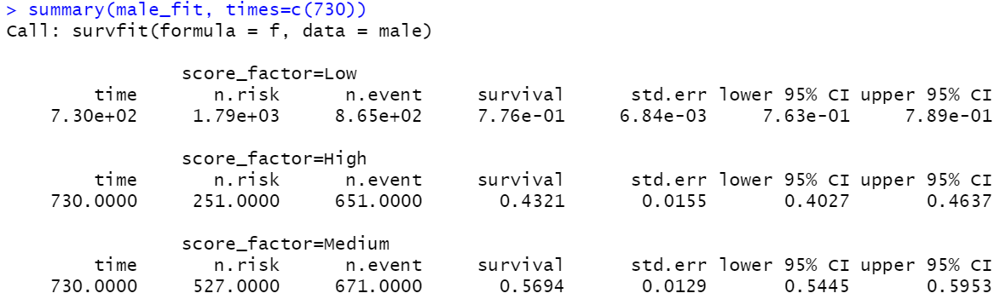 > summary(male_fit, times=c(730))
Call: survfit(formula = f, data = male)
score_factor=Low
time n.risk n.event survival std.err lower 95% CI upper 95% CI
7.30e+02 1.79e+03 8.65e+02 7.76e-01 6.84e-03 7.63e-01 7.89e-01
score_factor=High
time n.risk n.event survival std.err lower 95% CI upper 95% CI
730.0000 251.0000 651.0000 0.4321 0.0155 0.4027 0.4637
score_factor=Medium
time n.risk n.event survival std.err lower 95% CI upper 95% CI
730.0000 527.0000 671.0000 0.5694 0.0129 0.5445 0.5953